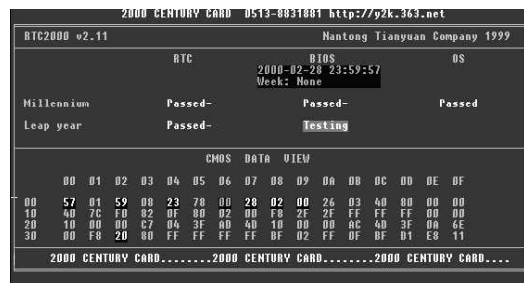 2000 CENTURY CARD 0513-8831881 http://y2k.363.net
RTC2000 v2.11 Nantong Tianyuan Company 1999
RTC BIOS OS
2000-02-28 23:59:57
Week: None
Millennium Passed- Passed- Passed
Leap year Passed- Testing
CMOS DATA VIEW
00 01 02 03 04 05 06 07 08 09 0A 0B 0C 0D 0E 0F
00 57 01 59 08 23 78 00 28 02 00 26 03 40 80 00 00
10 40 7C F0 82 0F 80 02 00 F8 2F 2F FF FF FF 00 00
20 10 00 00 C7 04 3F AD 4D 10 00 00 AC 4D 3F 0A 6E
30 00 F8 20 80 FF FF FF FF BF 02 FF 0F BF D1 E8 11
2000 CENTURY CARD........2000 CENTURY CARD........2000 CENTURY CARD....